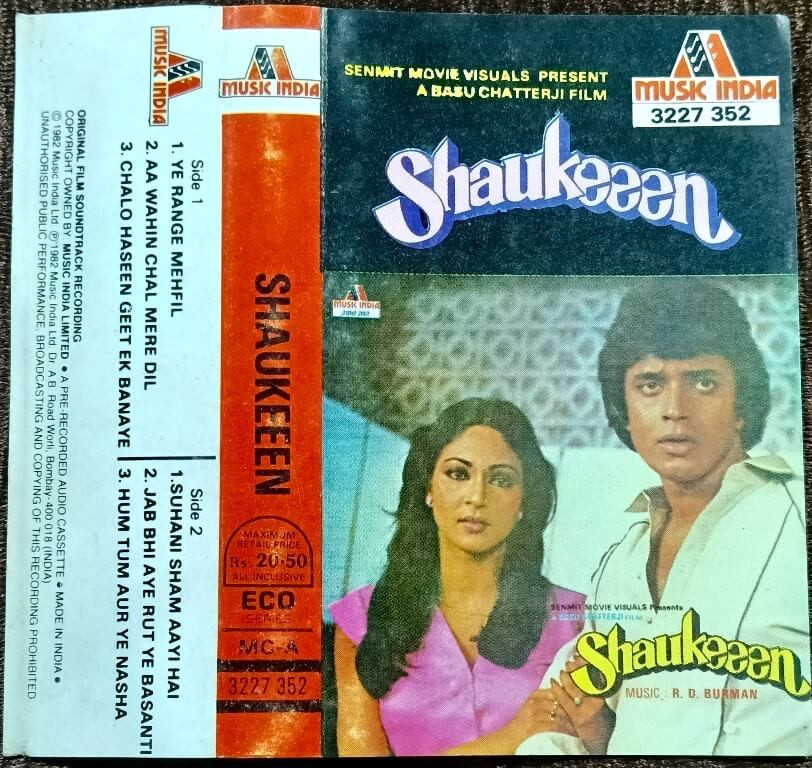 MUSIC INDIA
Side 1
1. YE RANGE MEHFIL
2. AA WAHIN CHAL MERE DIL
3. CHALO HASEEN GEET EK BANAYE
Side 2
1.SUHANI SHAM AAYI HAI
2. JAB BHI AYE RUT YE BASANTI
3. HUM TUM AUR YE NASHA
ORIGINAL FILM SOUNDTRACK RECORDING
COPYRIGHT OWNED BY MUSIC INDIA LIMITED • A PRE-RECORDED AUDIO CASSETTE • MADE IN INDIA •
© 1982 Music India Ltd. ℗ 1982 Music India Ltd. Dr. A.B. Road Worli, Bombay-400 018 (INDIA)
UNAUTHORISED PUBLIC PERFORMANCE, BROADCASTING AND COPYING OF THIS RECORDING PROHIBITED.
MUSIC INDIA
SHAUKEEEN
MAXIMUM
RETAIL PRICE
Rs. 20·50
ALL INCLUSIVE
ECO
SERIES
MC-A
3227 352
SENMIT MOVIE VISUALS PRESENT
A BASU CHATTERJI FILM
MUSIC INDIA
3227 352
Shaukeeen
MUSIC INDIA
3227 352
SENMIT MOVIE VISUALS Presents
A BASU CHATTERJI FILM
Shaukeeen
MUSIC : R. D. BURMAN